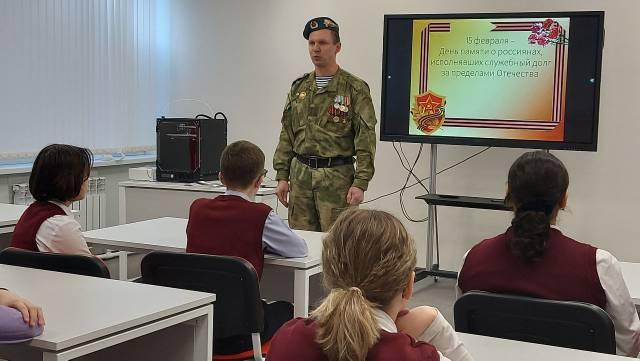 15 февраля –
День памяти о россиянах,
исполнявших служебный долг
за пределами Отечества